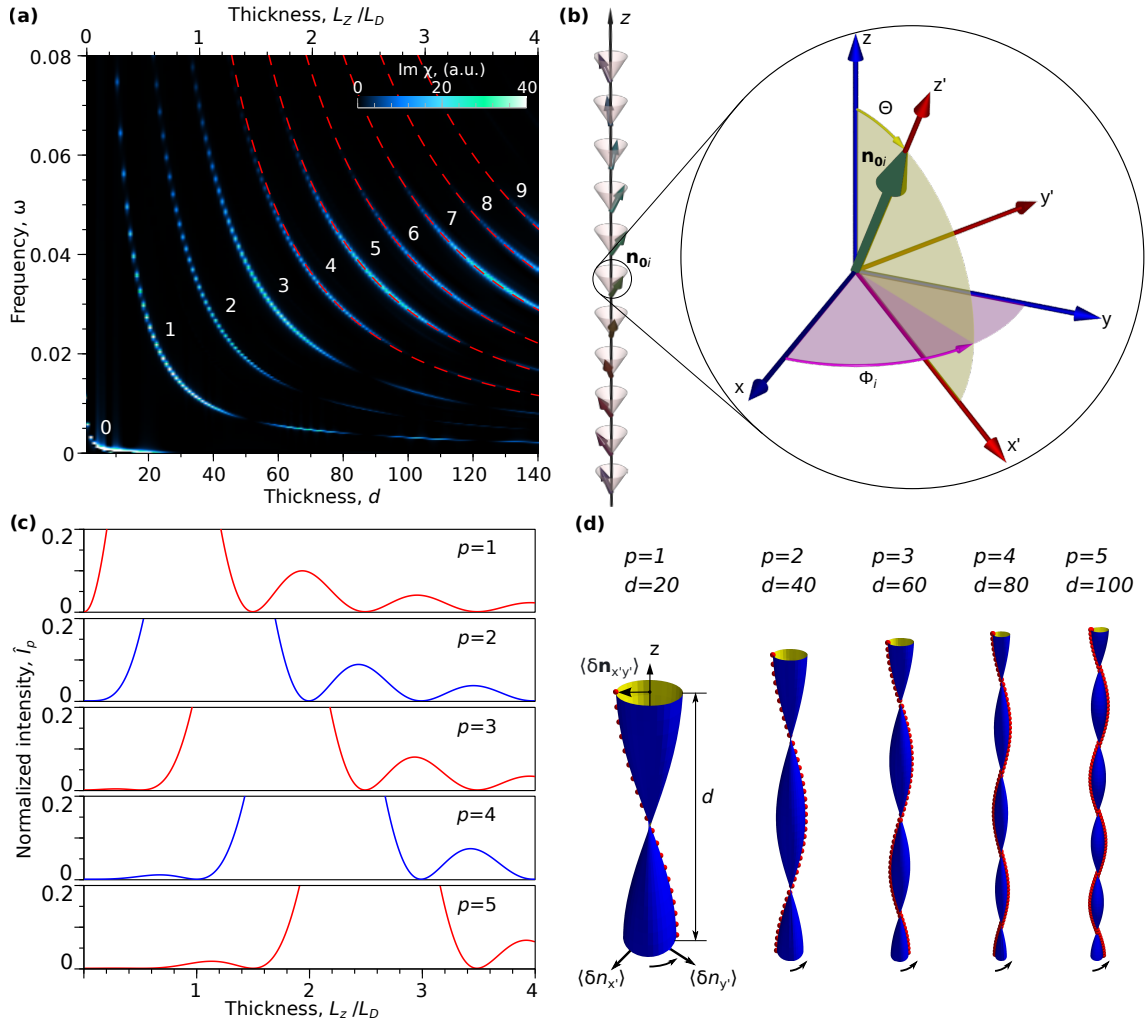 (a)
Thickness, L_Z /L_D
0 1 2 3 4
Im χ, (a.u.)
0 20 40
Frequency, ω
0.08
0.06
0.04
0.02
0
0 1 2 3 4 5 6 7 8 9
20 40 60 80 100 120 140
Thickness, d
(b)
z
n_0i
z
z'
Θ
n_0i
y'
y
x
Φ_i
x'
(c)
Normalized intensity, Î_p
0.2
0
p=1
0.2
0
p=2
0.2
0
p=3
0.2
0
p=4
0.2
0
p=5
1 2 3 4
Thickness, L_z /L_D
(d)
p=1 p=2 p=3 p=4 p=5
d=20 d=40 d=60 d=80 d=100
z
⟨δn_x'y'⟩
d
⟨δn_x'⟩ ⟨δn_y'⟩